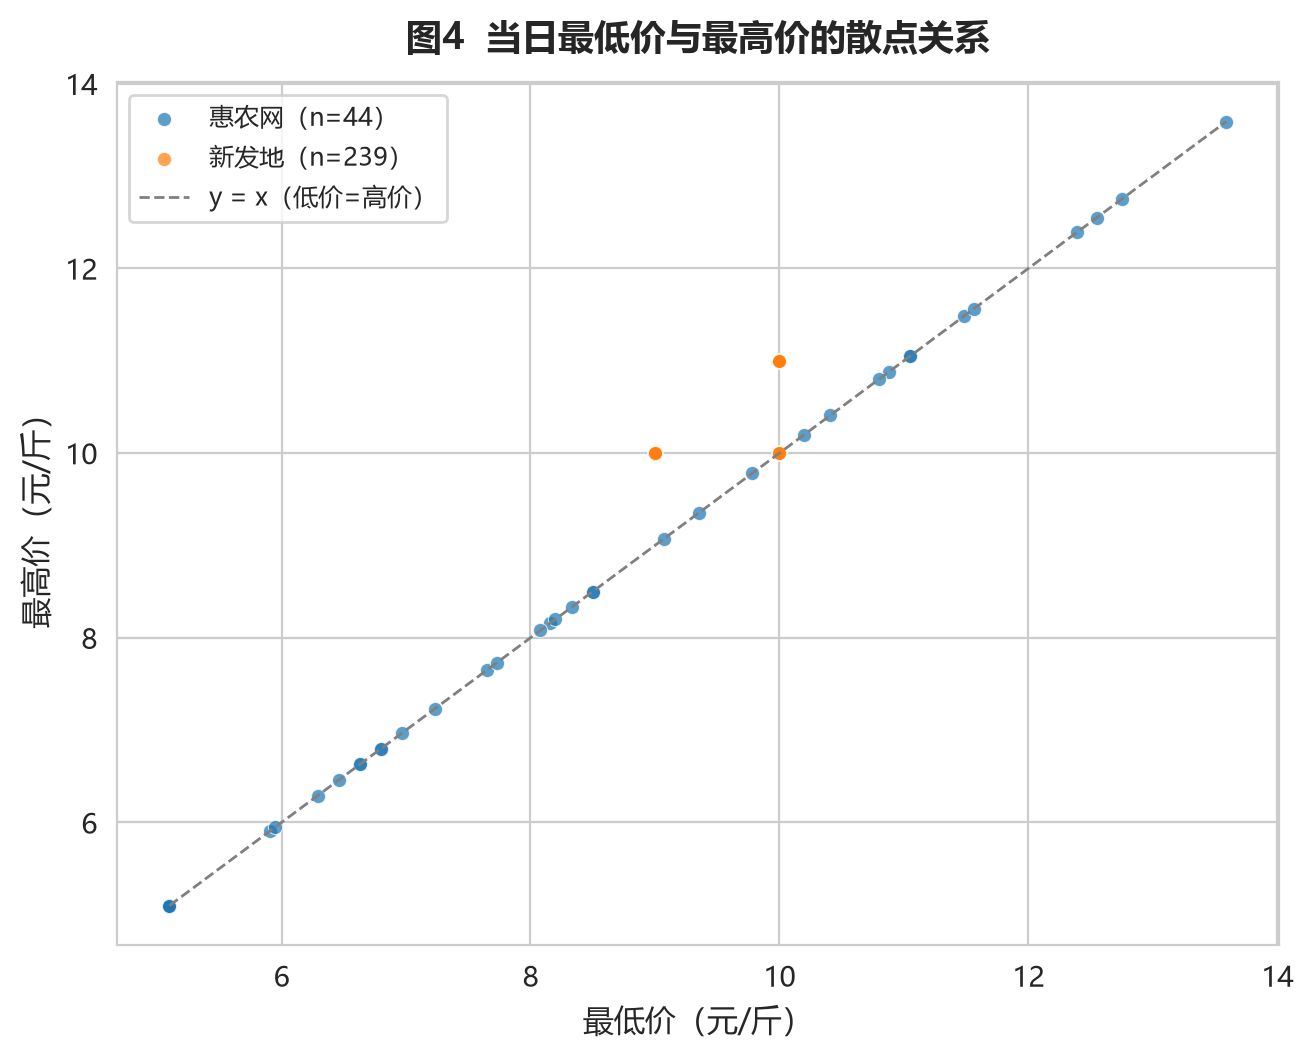 图4 当日最低价与最高价的散点关系
惠农网（n=44）
新发地（n=239）
y = x（低价=高价）
14
12
10
8
6
最高价（元/斤）
6
8
10
12
14
最低价（元/斤）